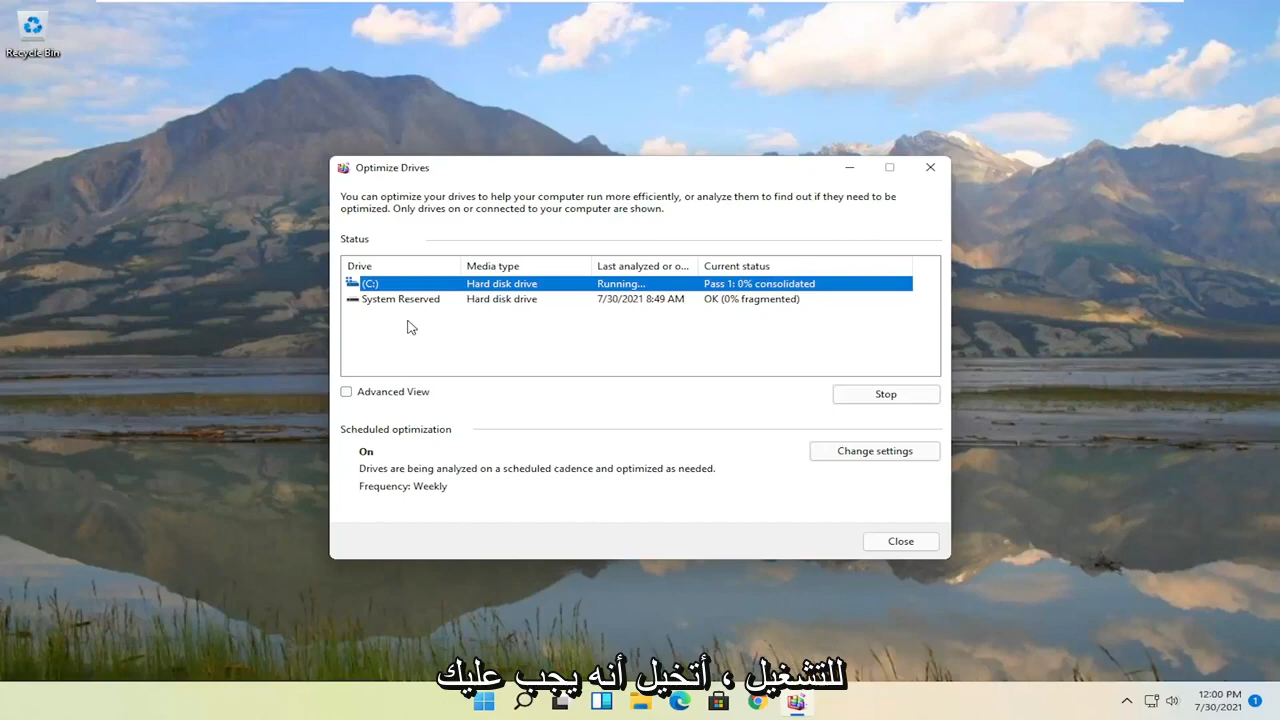 Recycle Bin
Optimize Drives
You can optimize your drives to help your computer run more efficiently, or analyze them to find out if they need to be
optimized. Only drives on or connected to your computer are shown.
Status
Drive Media type Last analyzed or o... Current status
(C:) Hard disk drive Running... Pass 1: 0% consolidated
System Reserved Hard disk drive 7/30/2021 8:49 AM OK (0% fragmented)
Advanced View
Stop
Scheduled optimization
On
Change settings
Drives are being analyzed on a scheduled cadence and optimized as needed.
Frequency: Weekly
Close
للتشغيل ، أتخيل أنه يجب عليك
12:00 PM
7/30/2021
1